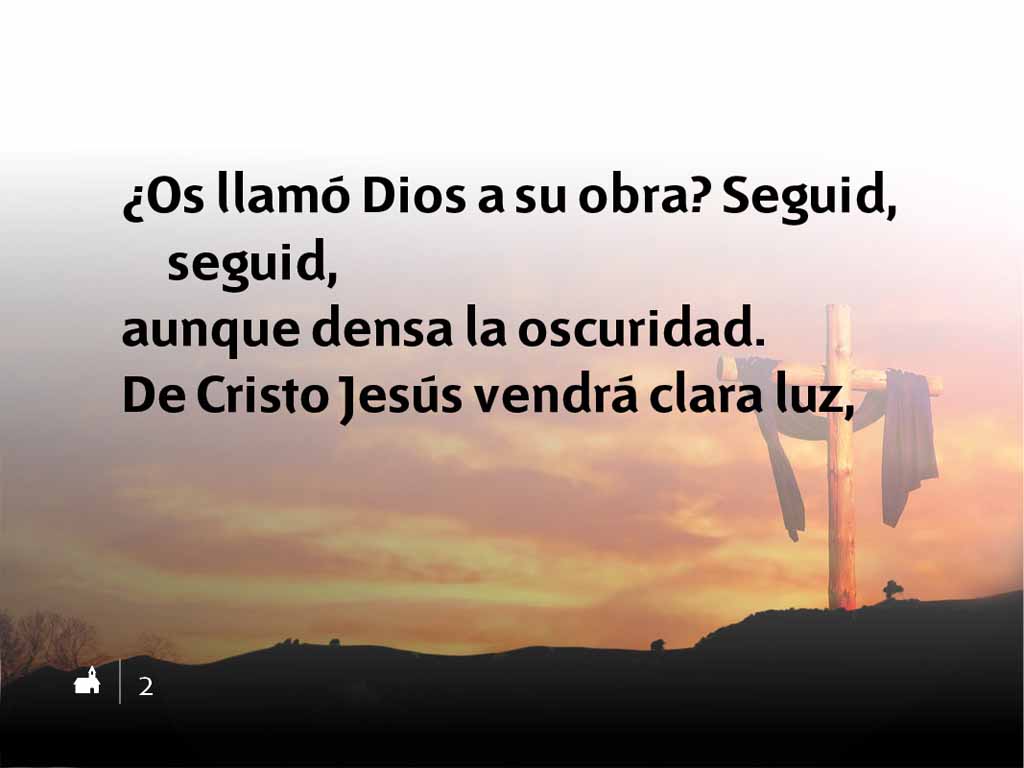 ¿Os llamó Dios a su obra? Seguid,
seguid,
aunque densa la oscuridad.
De Cristo Jesús vendrá clara luz,
2